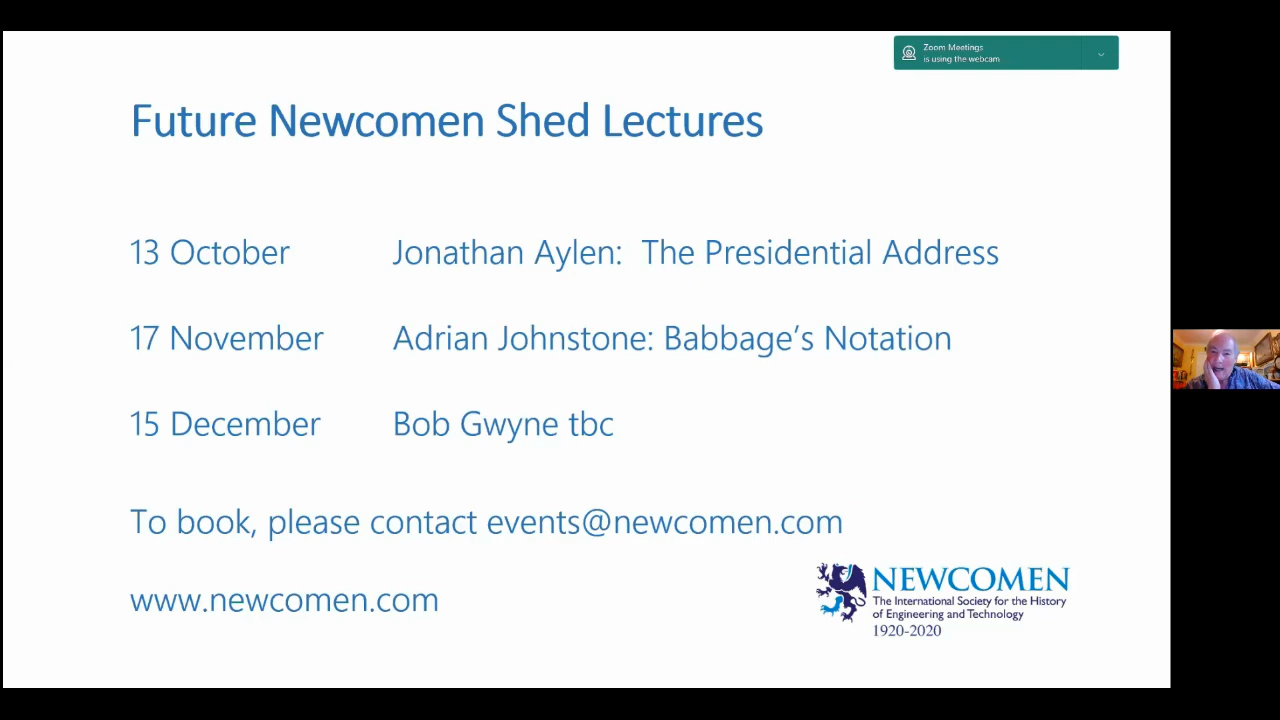 Zoom Meetings
is using the webcam
Future Newcomen Shed Lectures
13 October Jonathan Aylen: The Presidential Address
17 November Adrian Johnstone: Babbage’s Notation
15 December Bob Gwyne tbc
To book, please contact events@newcomen.com
www.newcomen.com
NEWCOMEN
The International Society for the History
of Engineering and Technology
1920-2020